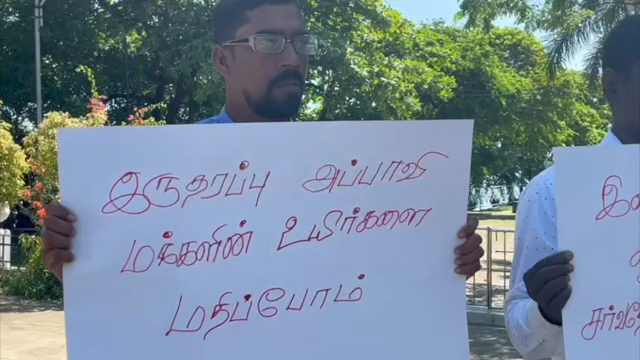 இருதரப்பு அப்பாவி
மக்களின் உயிர்களை
மதிப்போம்